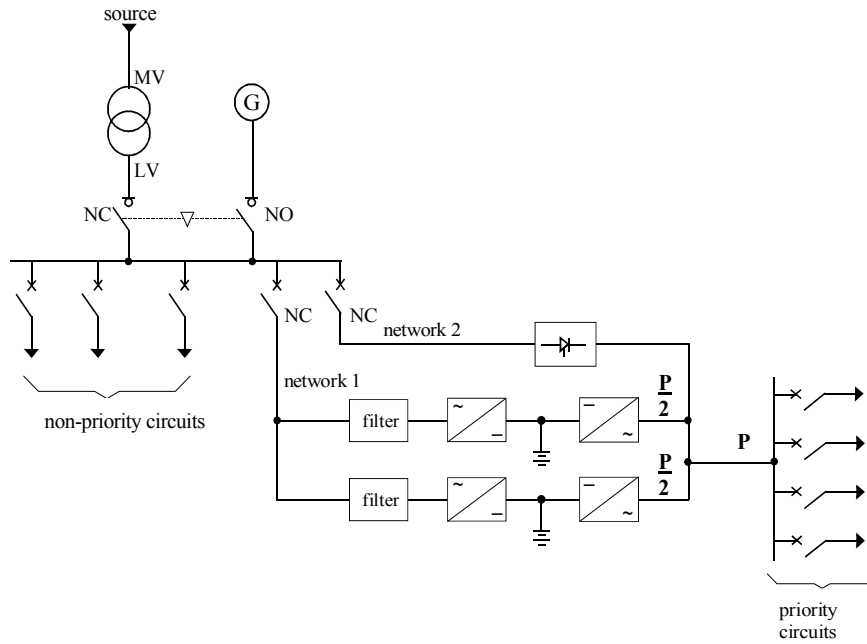 source
MV
G
LV
NC
NO
NC
NC
network 2
network 1
non-priority circuits
filter
~
–
–
~
P
2
P
filter
~
–
–
~
P
2
priority
circuits